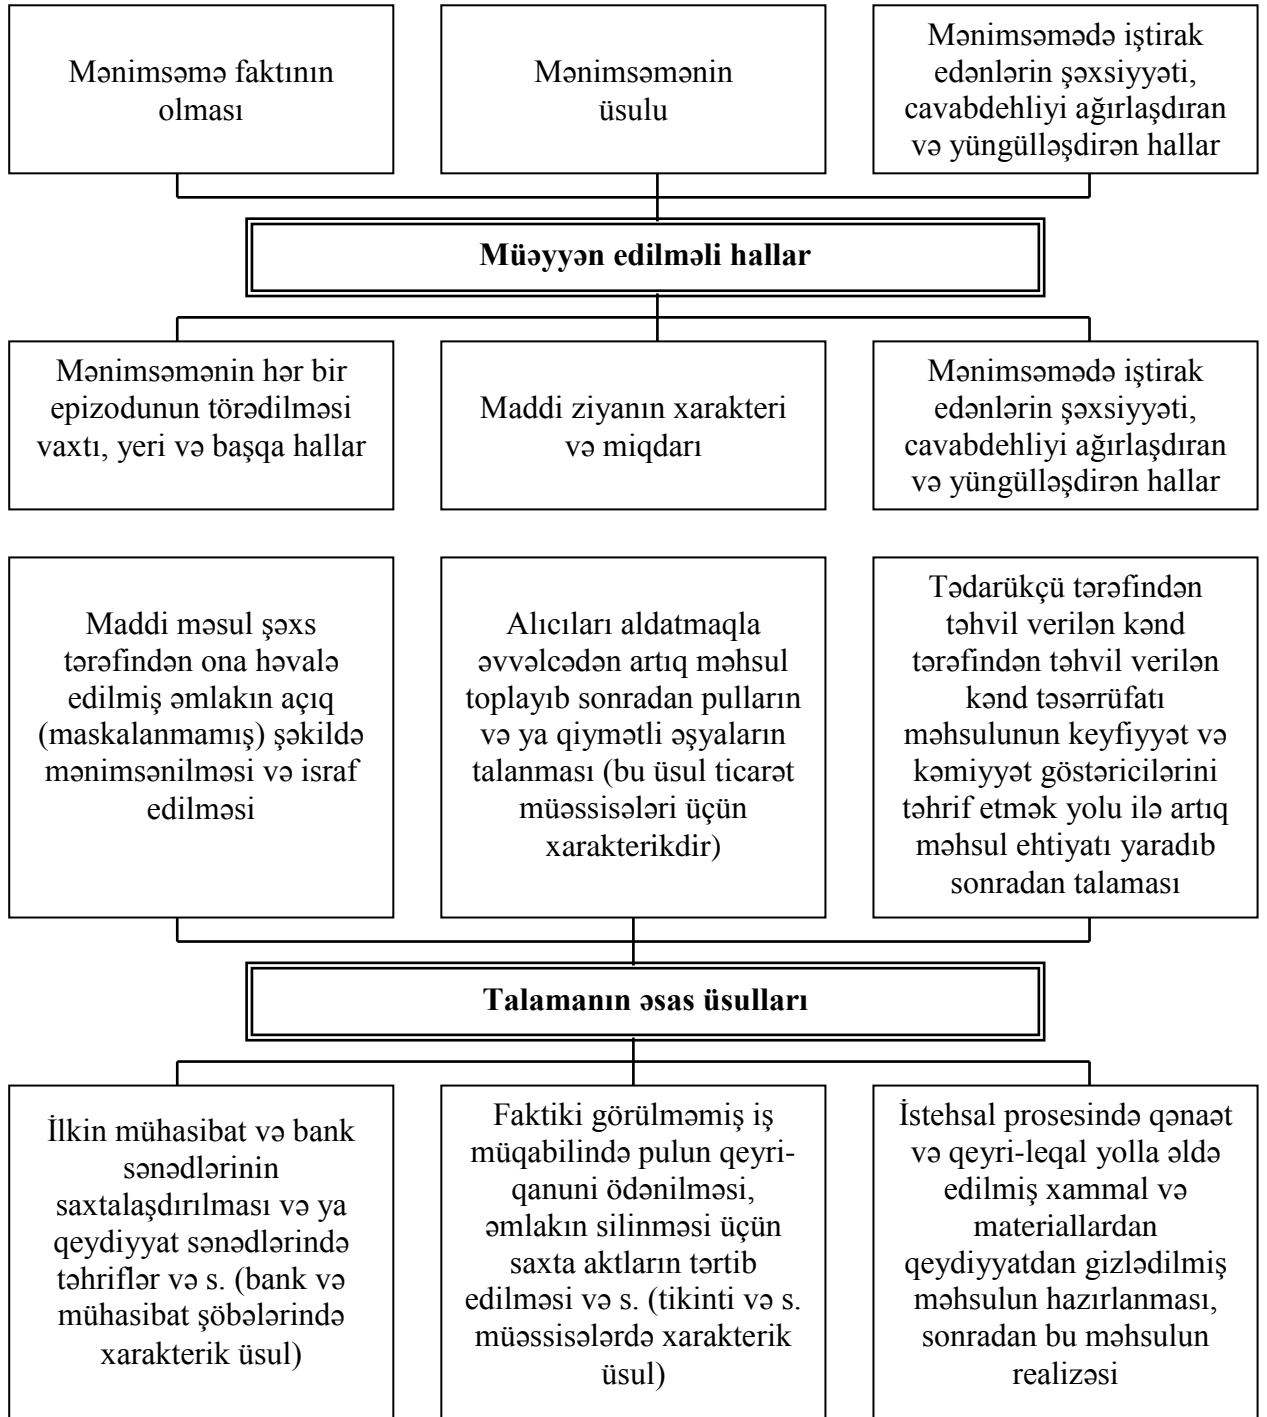 Mənimsəmə faktının
olması
Mənimsəmənin
üsulu
Mənimsəmədə iştirak
edənlərin şəxsiyyəti,
cavabdehliyi ağırlaşdıran
və yüngülləşdirən hallar
Müəyyən edilməli hallar
Mənimsəmənin hər bir
epizodunun törədilməsi
vaxtı, yeri və başqa hallar
Maddi ziyanın xarakteri
və miqdarı
Mənimsəmədə iştirak
edənlərin şəxsiyyəti,
cavabdehliyi ağırlaşdıran
və yüngülləşdirən hallar
Maddi məsul şəxs
tərəfindən ona həvalə
edilmiş əmlakın açıq
(maskalanmamış) şəkildə
mənimsənilməsi və israf
edilməsi
Alıcıları aldatmaqla
əvvəlcədən artıq məhsul
toplayıb sonradan pulların
və ya qiymətli əşyaların
talanması (bu üsul ticarət
müəssisələri üçün
xarakterikdir)
Tədarükçü tərəfindən
təhvil verilən kənd
tərəfindən təhvil verilən
kənd təsərrüfatı
məhsulunun keyfiyyət və
kəmiyyət göstəricilərini
təhrif etmək yolu ilə artıq
məhsul ehtiyatı yaradıb
sonradan talaması
Talamanın əsas üsulları
İlkin mühasibat və bank
sənədlərinin
saxtalaşdırılması və ya
qeydiyyat sənədlərində
təhriflər və s. (bank və
mühasibat şöbələrində
xarakterik üsul)
Faktiki görülməmiş iş
müqabilində pulun qeyri-
qanuni ödənilməsi,
əmlakın silinməsi üçün
saxta aktların tərtib
edilməsi və s. (tikinti və s.
müəssisələrdə xarakterik
üsul)
İstehsal prosesində qənaət
və qeyri-leqal yolla əldə
edilmiş xammal və
materiallardan
qeydiyyatdan gizlədilmiş
məhsulun hazırlanması,
sonradan bu məhsulun
realizəsi